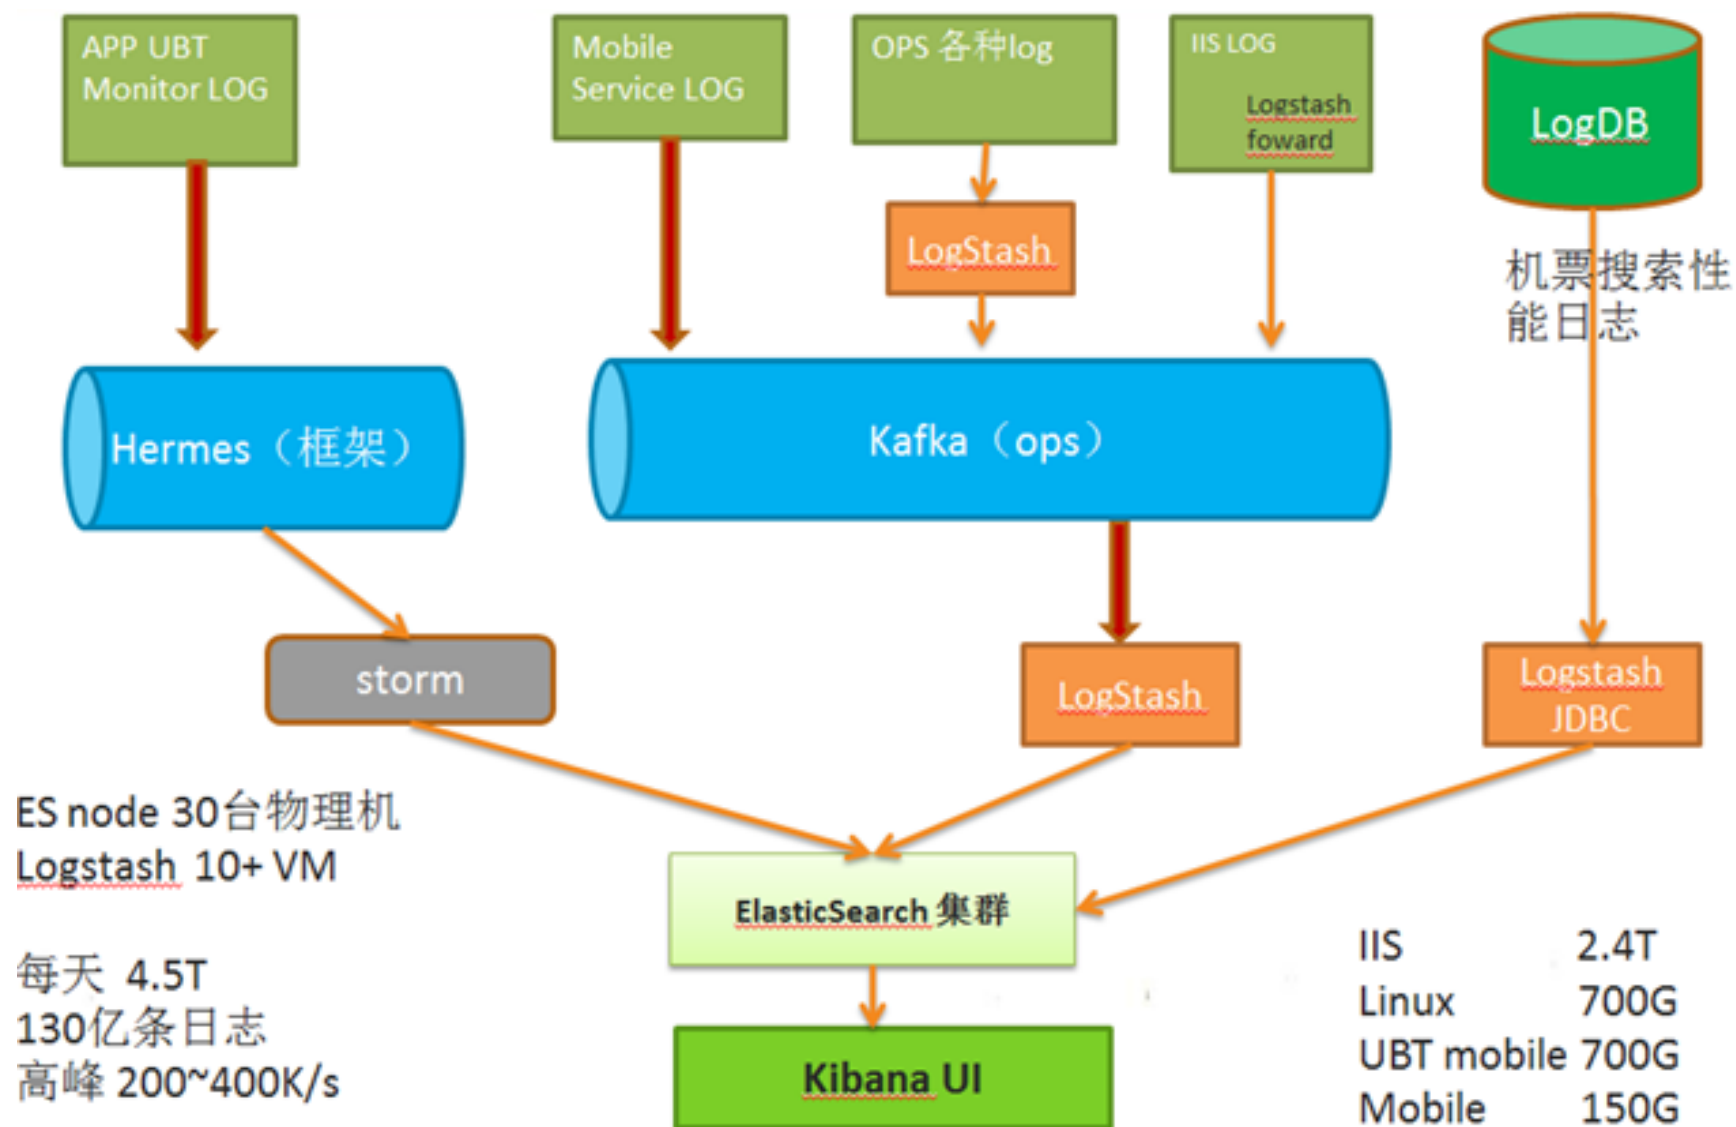 APP UBT
Monitor LOG
Mobile
Service LOG
OPS 各种log
IIS LOG
Logstash
foward
LogDB
LogStash
机票搜索性
能日志
Hermes（框架）
Kafka（ops）
storm
LogStash
Logstash
JDBC
ES node 30台物理机
Logstash 10+ VM
ElasticSearch 集群
每天 4.5T
130亿条日志
高峰 200~400K/s
IIS 2.4T
Linux 700G
UBT mobile 700G
Mobile 150G
Kibana UI